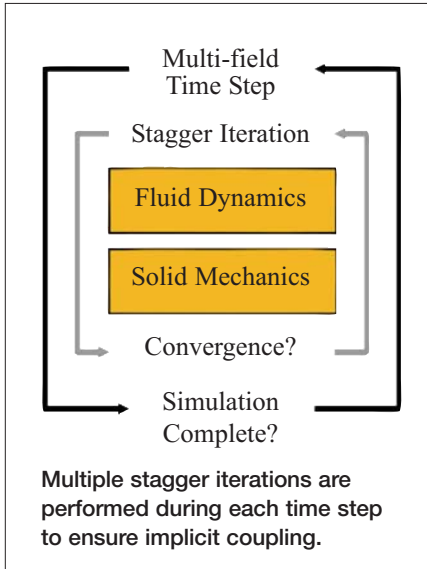 Multi-field
Time Step
Stagger Iteration
Fluid Dynamics
Solid Mechanics
Convergence?
Simulation
Complete?
Multiple stagger iterations are
performed during each time step
to ensure implicit coupling.